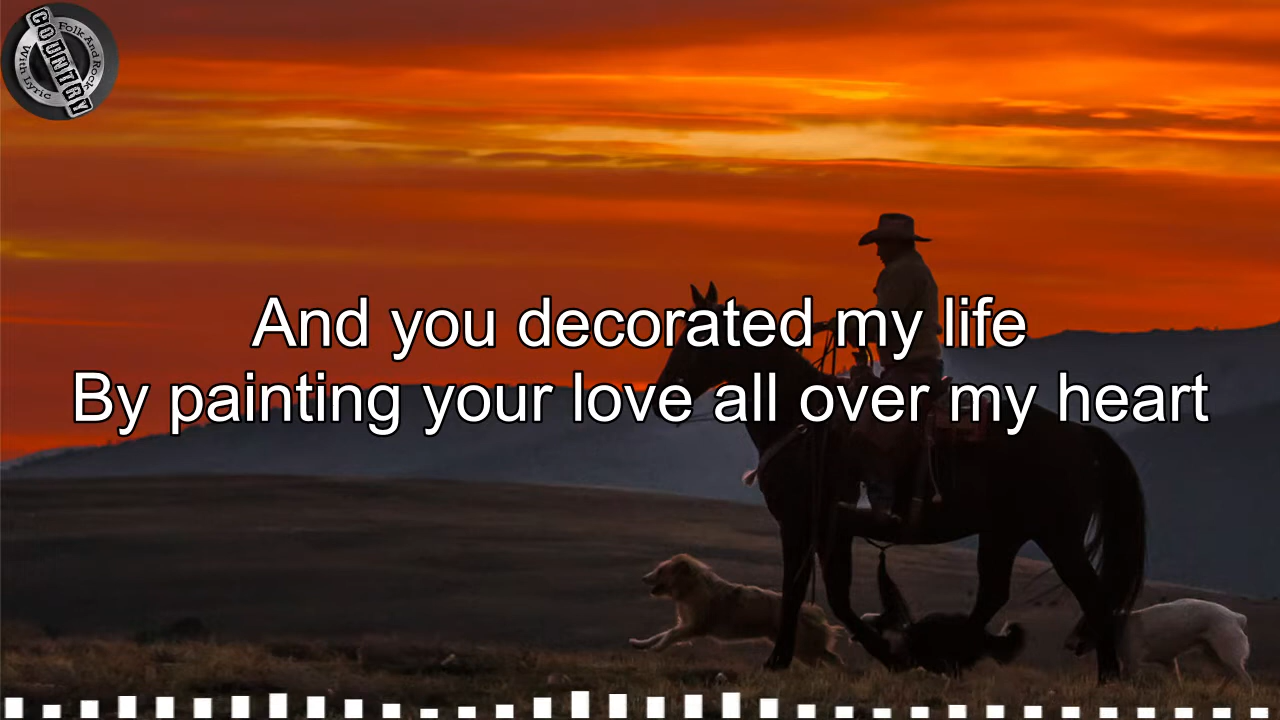 COUNTRY
Folk And Rock
With Lyric
And you decorated my life
By painting your love all over my heart